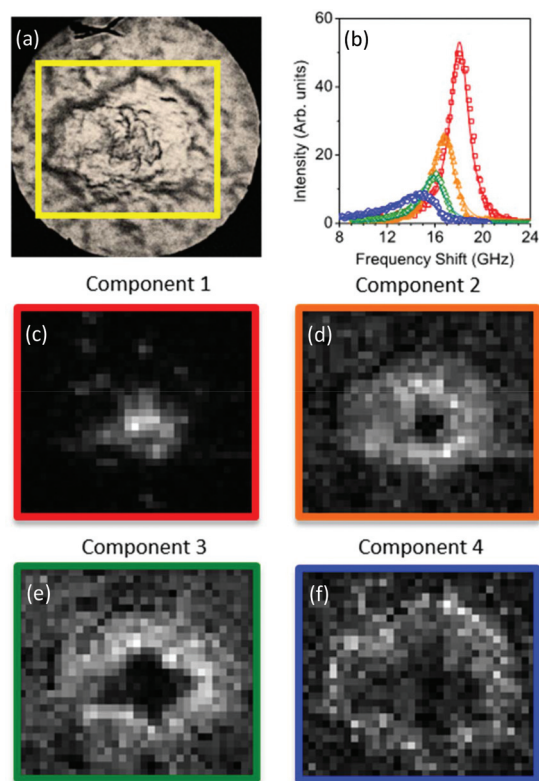 (a)
(b)
Intensity (Arb. units)
60
40
20
0
8
12
16
20
24
Frequency Shift (GHz)
Component 1
Component 2
(c)
(d)
Component 3
Component 4
(e)
(f)